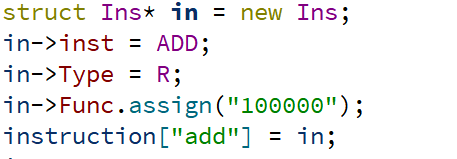 struct Ins* in = new Ins;
in->inst = ADD;
in->Type = R;
in->Func.assign("100000");
instruction["add"] = in;